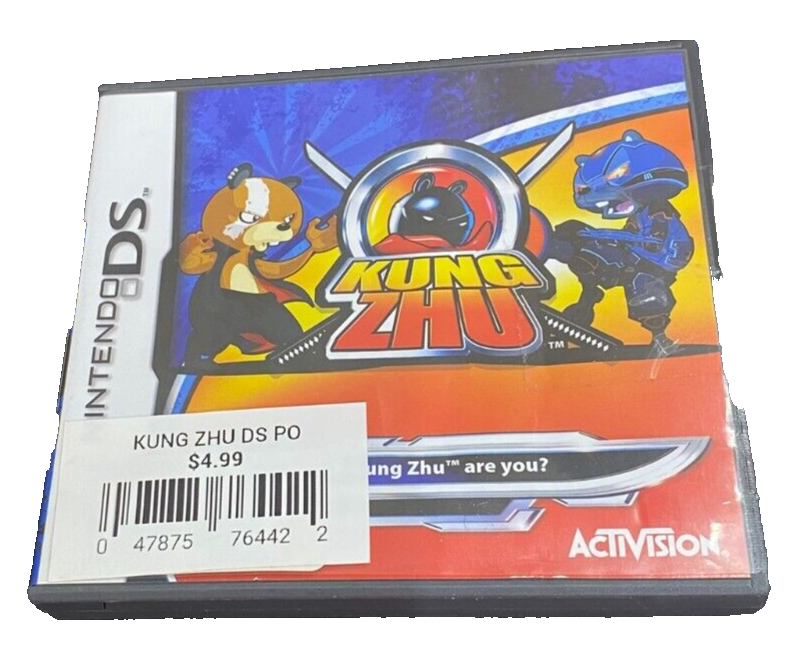 NINTENDO DS™
KUNG
ZHU
™
ung Zhu™ are you?
ACTIVISION
KUNG ZHU DS PO
$4.99
0 47875 76442 2